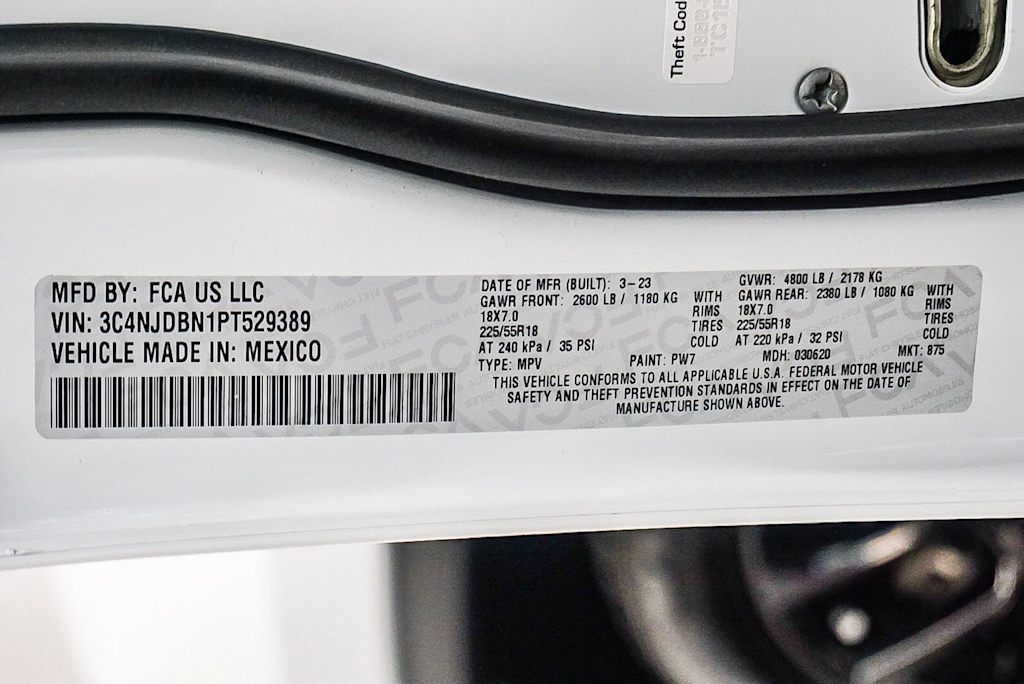 Theft Cod
MFD BY: FCA US LLC
VIN: 3C4NJDBN1PT529389
VEHICLE MADE IN: MEXICO
DATE OF MFR (BUILT): 3-23
GAWR FRONT: 2600 LB / 1180 KG
18X7.0
225/55R18
AT 240 kPa / 35 PSI
WITH
RIMS
TIRES
COLD
GVWR: 4800 LB / 2178 KG
GAWR REAR: 2380 LB / 1080 KG
18X7.0
225/55R18
AT 220 kPa / 32 PSI
WITH
RIMS
TIRES
COLD
TYPE: MPV PAINT: PW7 MDH: 030620 MKT: 875
THIS VEHICLE CONFORMS TO ALL APPLICABLE U.S.A. FEDERAL MOTOR VEHICLE
SAFETY AND THEFT PREVENTION STANDARDS IN EFFECT ON THE DATE OF
MANUFACTURE SHOWN ABOVE.